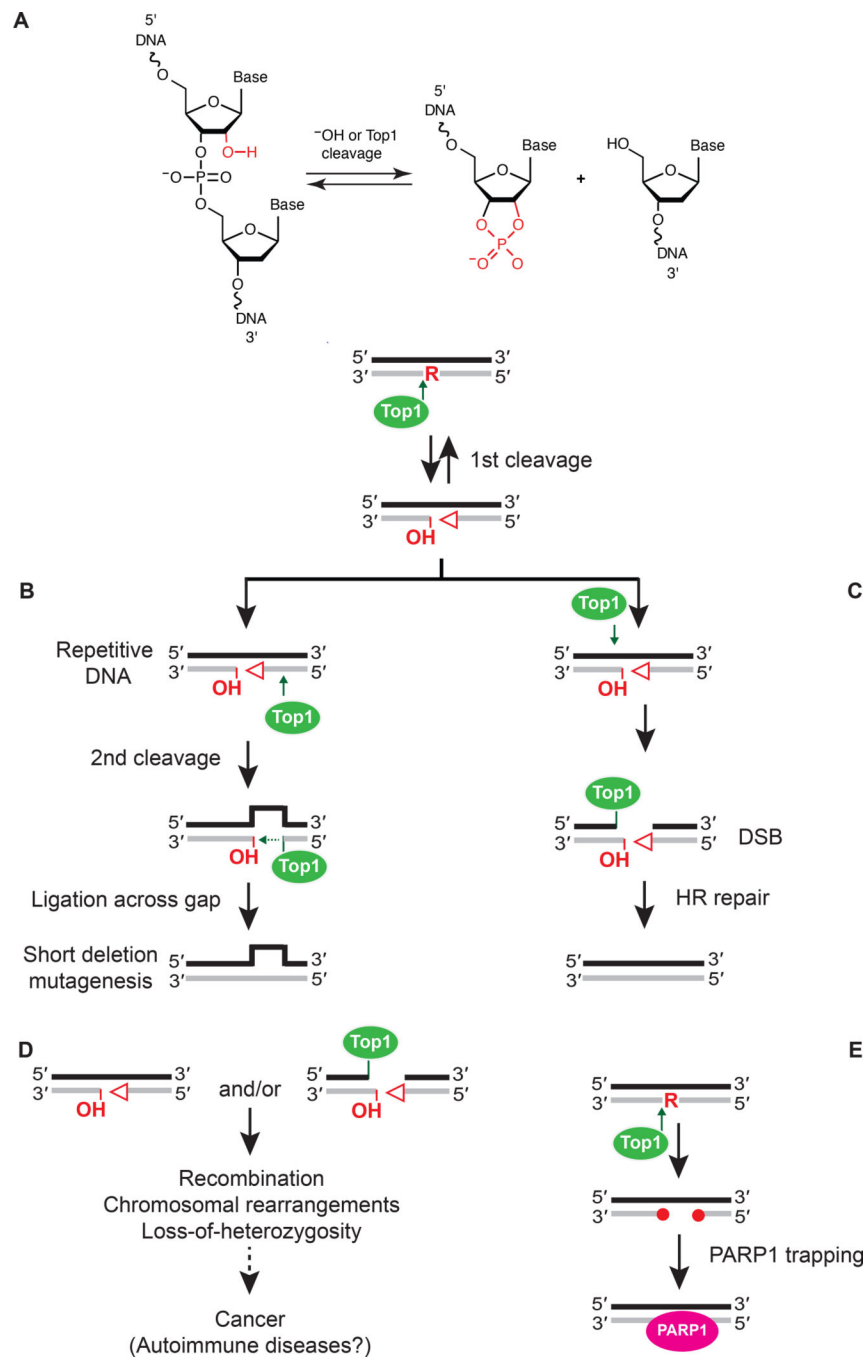 A
5′
DNA
O
Base
O
O
O–H
⁻O–P=O
O
Base
O
O
DNA
3′
⁻OH or Top1
cleavage
5′
DNA
O
Base
O
O
O
P
⁻O
O
+
HO
Base
O
O
DNA
3′
5′ 3′
3′ R 5′
Top1
1st cleavage
5′ 3′
3′ 5′
OH
B
Repetitive
DNA
5′ 3′
3′ 5′
OH
Top1
2nd cleavage
5′ 3′
3′ 5′
OH
Top1
Ligation across gap
Short deletion
mutagenesis
5′ 3′
3′ 5′
C
Top1
5′ 3′
3′ 5′
OH
Top1
5′ 3′
3′ 5′
OH
DSB
HR repair
5′ 3′
3′ 5′
D
5′ 3′
3′ 5′
OH
and/or
Top1
5′ 3′
3′ 5′
OH
Recombination
Chromosomal rearrangements
Loss-of-heterozygosity
Cancer
(Autoimmune diseases?)
E
5′ 3′
3′ R 5′
Top1
5′ 3′
3′ 5′
PARP1 trapping
5′ 3′
3′ 5′
PARP1